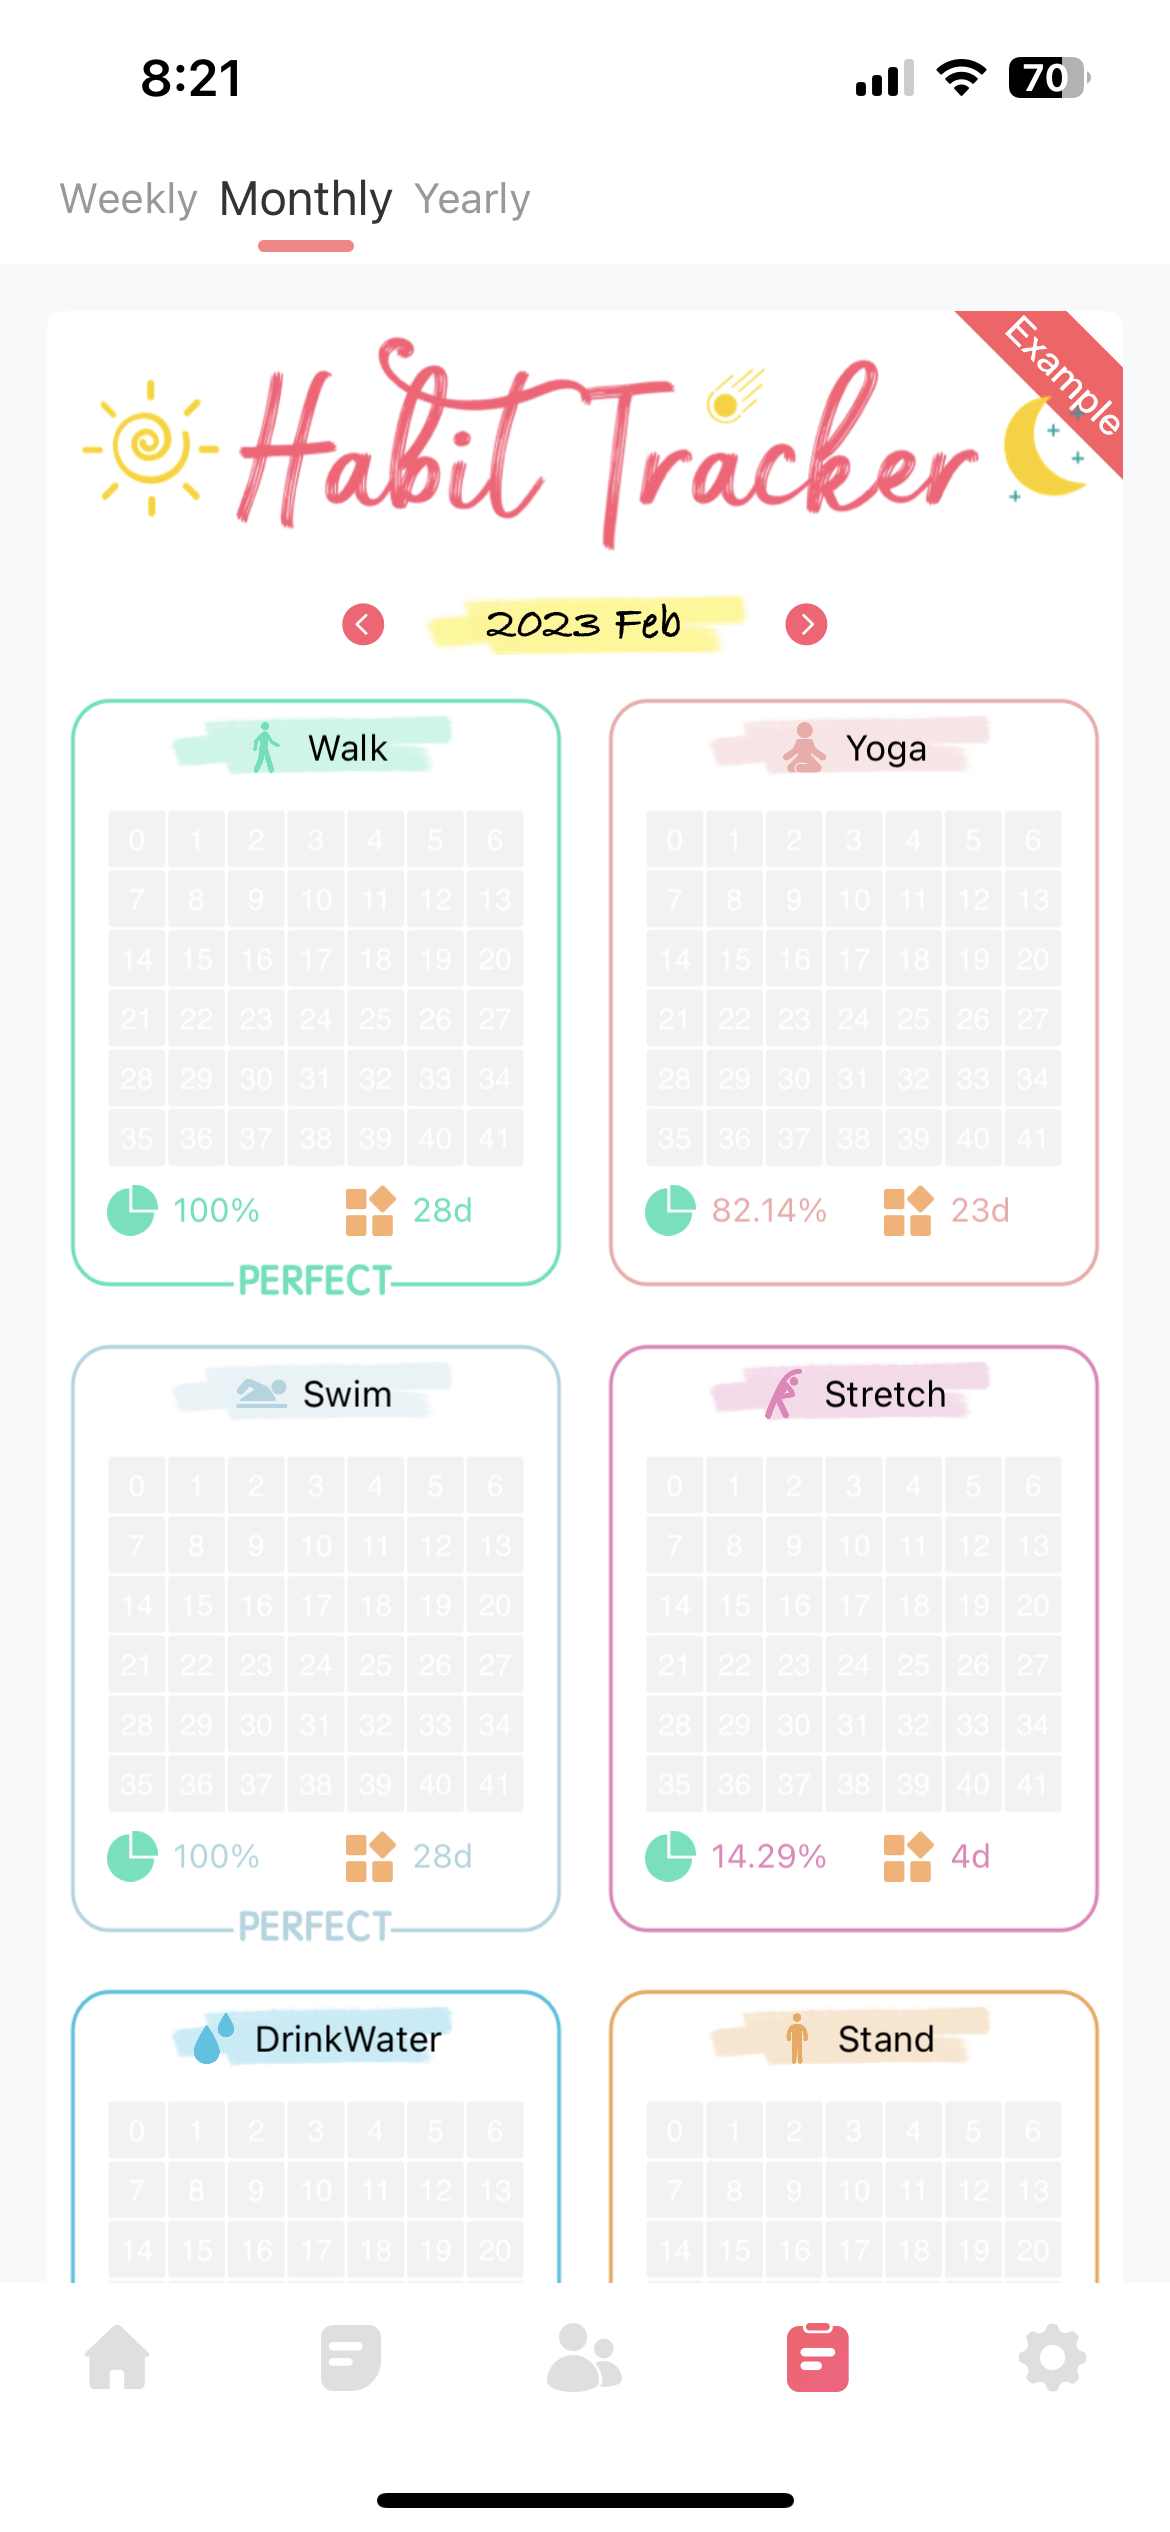 8:21
70
Weekly Monthly Yearly
Example
Habit Tracker
2023 Feb
Walk
0 1 2 3 4 5 6
7 8 9 10 11 12 13
14 15 16 17 18 19 20
21 22 23 24 25 26 27
28 29 30 31 32 33 34
35 36 37 38 39 40 41
100% 28d
PERFECT
Yoga
0 1 2 3 4 5 6
7 8 9 10 11 12 13
14 15 16 17 18 19 20
21 22 23 24 25 26 27
28 29 30 31 32 33 34
35 36 37 38 39 40 41
82.14% 23d
Swim
0 1 2 3 4 5 6
7 8 9 10 11 12 13
14 15 16 17 18 19 20
21 22 23 24 25 26 27
28 29 30 31 32 33 34
35 36 37 38 39 40 41
100% 28d
PERFECT
Stretch
0 1 2 3 4 5 6
7 8 9 10 11 12 13
14 15 16 17 18 19 20
21 22 23 24 25 26 27
28 29 30 31 32 33 34
35 36 37 38 39 40 41
14.29% 4d
DrinkWater
0 1 2 3 4 5 6
7 8 9 10 11 12 13
14 15 16 17 18 19 20
Stand
0 1 2 3 4 5 6
7 8 9 10 11 12 13
14 15 16 17 18 19 20